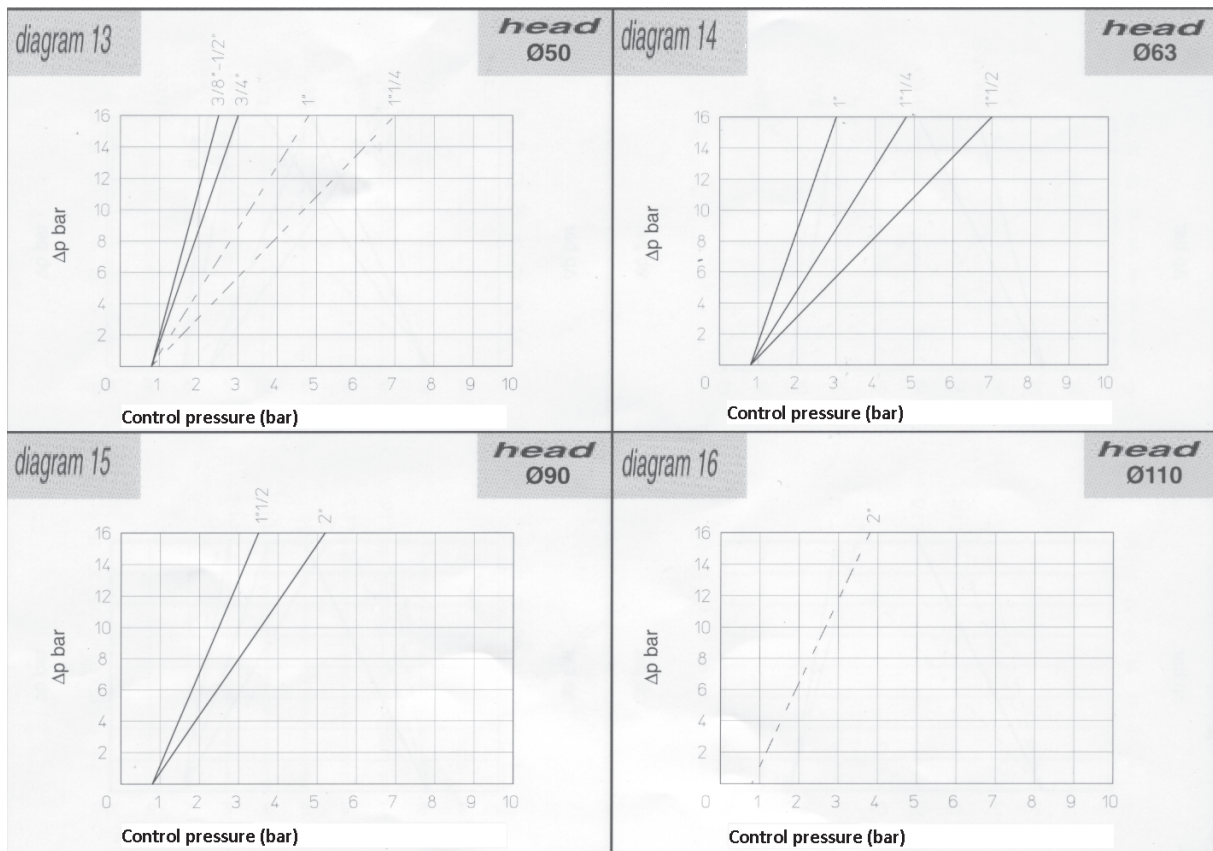 diagram 13
head
Ø50
3/8"-1/2"
3/4"
1"
1"1/4
16
14
12
10
8
6
4
2
Δp bar
0 1 2 3 4 5 6 7 8 9 10
Control pressure (bar)
diagram 14
head
Ø63
1"
1"1/4
1"1/2
16
14
12
10
8
6
4
2
Δp bar
0 1 2 3 4 5 6 7 8 9 10
Control pressure (bar)
diagram 15
head
Ø90
1"1/2
2"
16
14
12
10
8
6
4
2
Δp bar
0 1 2 3 4 5 6 7 8 9 10
Control pressure (bar)
diagram 16
head
Ø110
2"
16
14
12
10
8
6
4
2
Δp bar
0 1 2 3 4 5 6 7 8 9 10
Control pressure (bar)